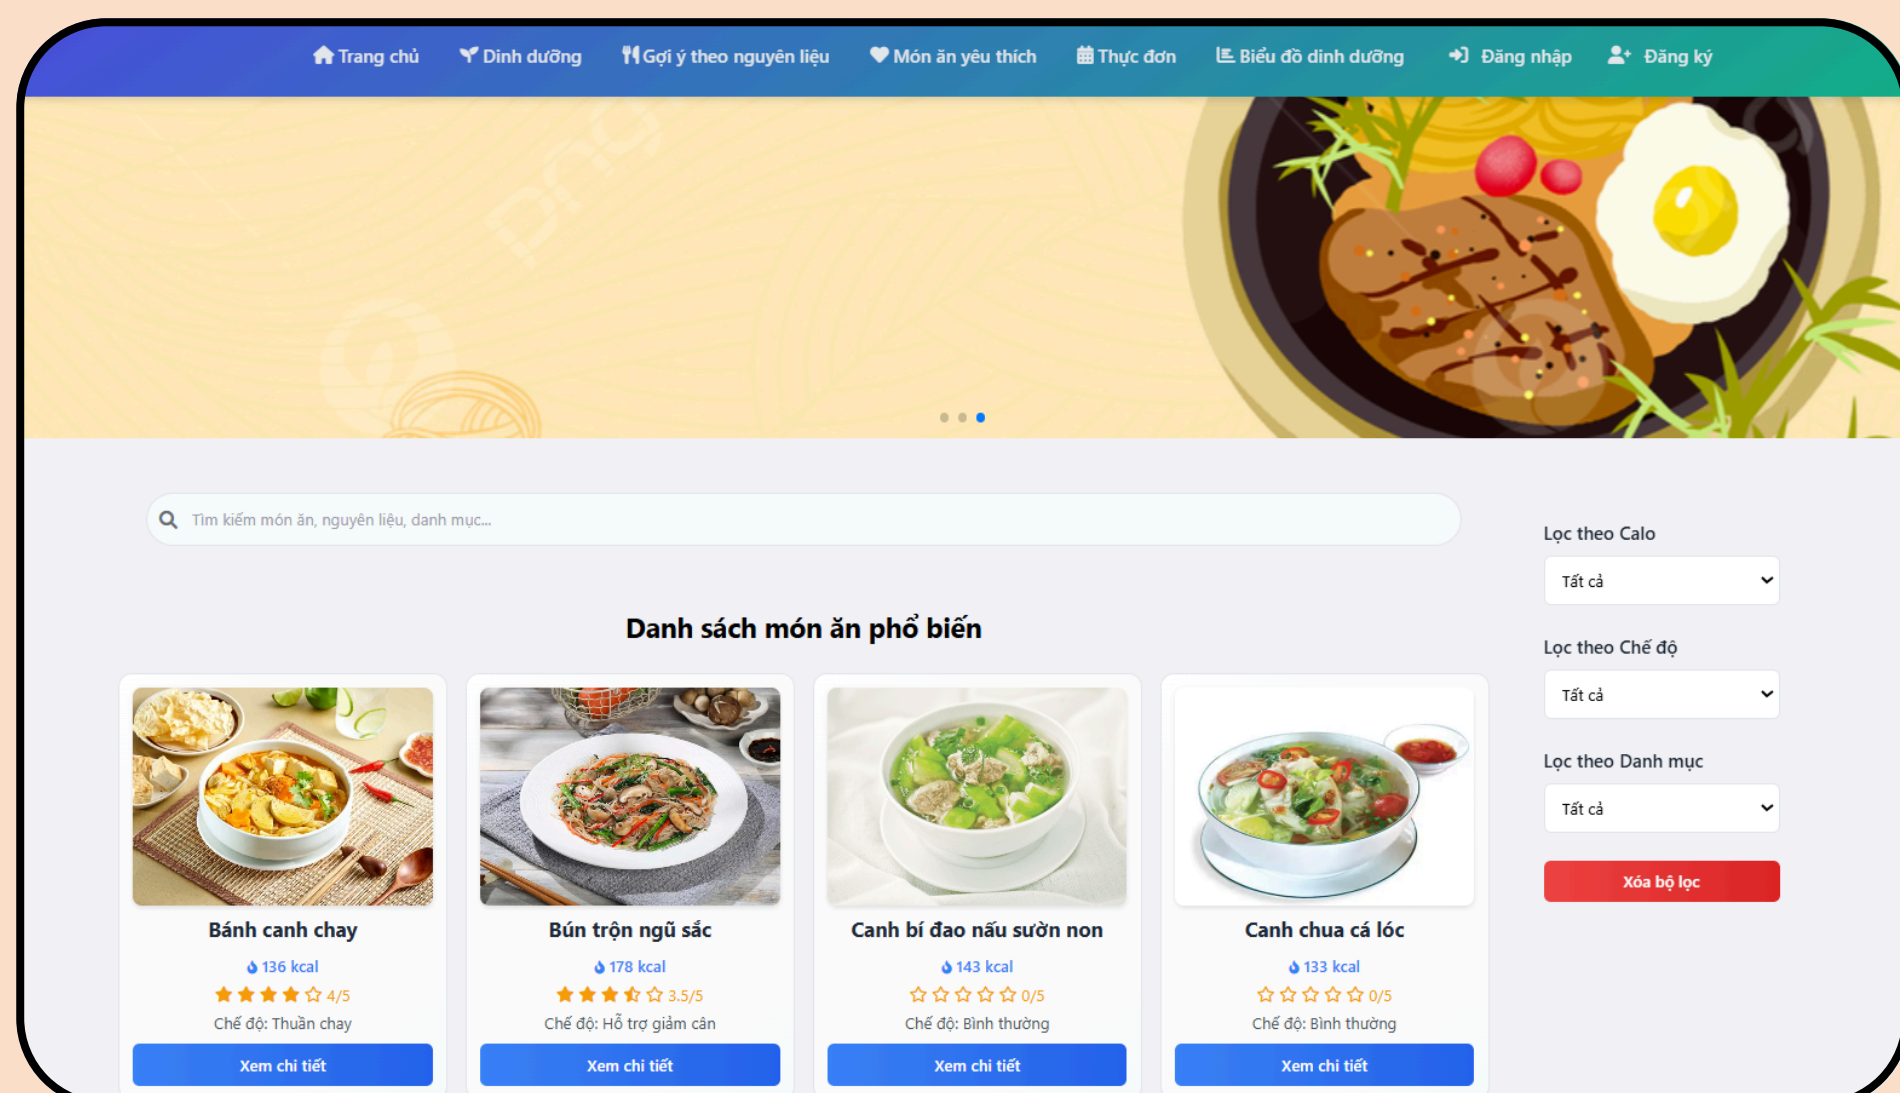 Trang chủ Dinh dưỡng Gợi ý theo nguyên liệu Món ăn yêu thích Thực đơn Biểu đồ dinh dưỡng Đăng nhập Đăng ký
png
Tìm kiếm món ăn, nguyên liệu, danh mục...
Danh sách món ăn phổ biến
Bánh canh chay
136 kcal
4/5
Chế độ: Thuần chay
Xem chi tiết
Bún trộn ngũ sắc
178 kcal
3.5/5
Chế độ: Hỗ trợ giảm cân
Xem chi tiết
Canh bí đao nấu sườn non
143 kcal
0/5
Chế độ: Bình thường
Xem chi tiết
Canh chua cá lóc
133 kcal
0/5
Chế độ: Bình thường
Xem chi tiết
Lọc theo Calo
Tất cả
Lọc theo Chế độ
Tất cả
Lọc theo Danh mục
Tất cả
Xóa bộ lọc